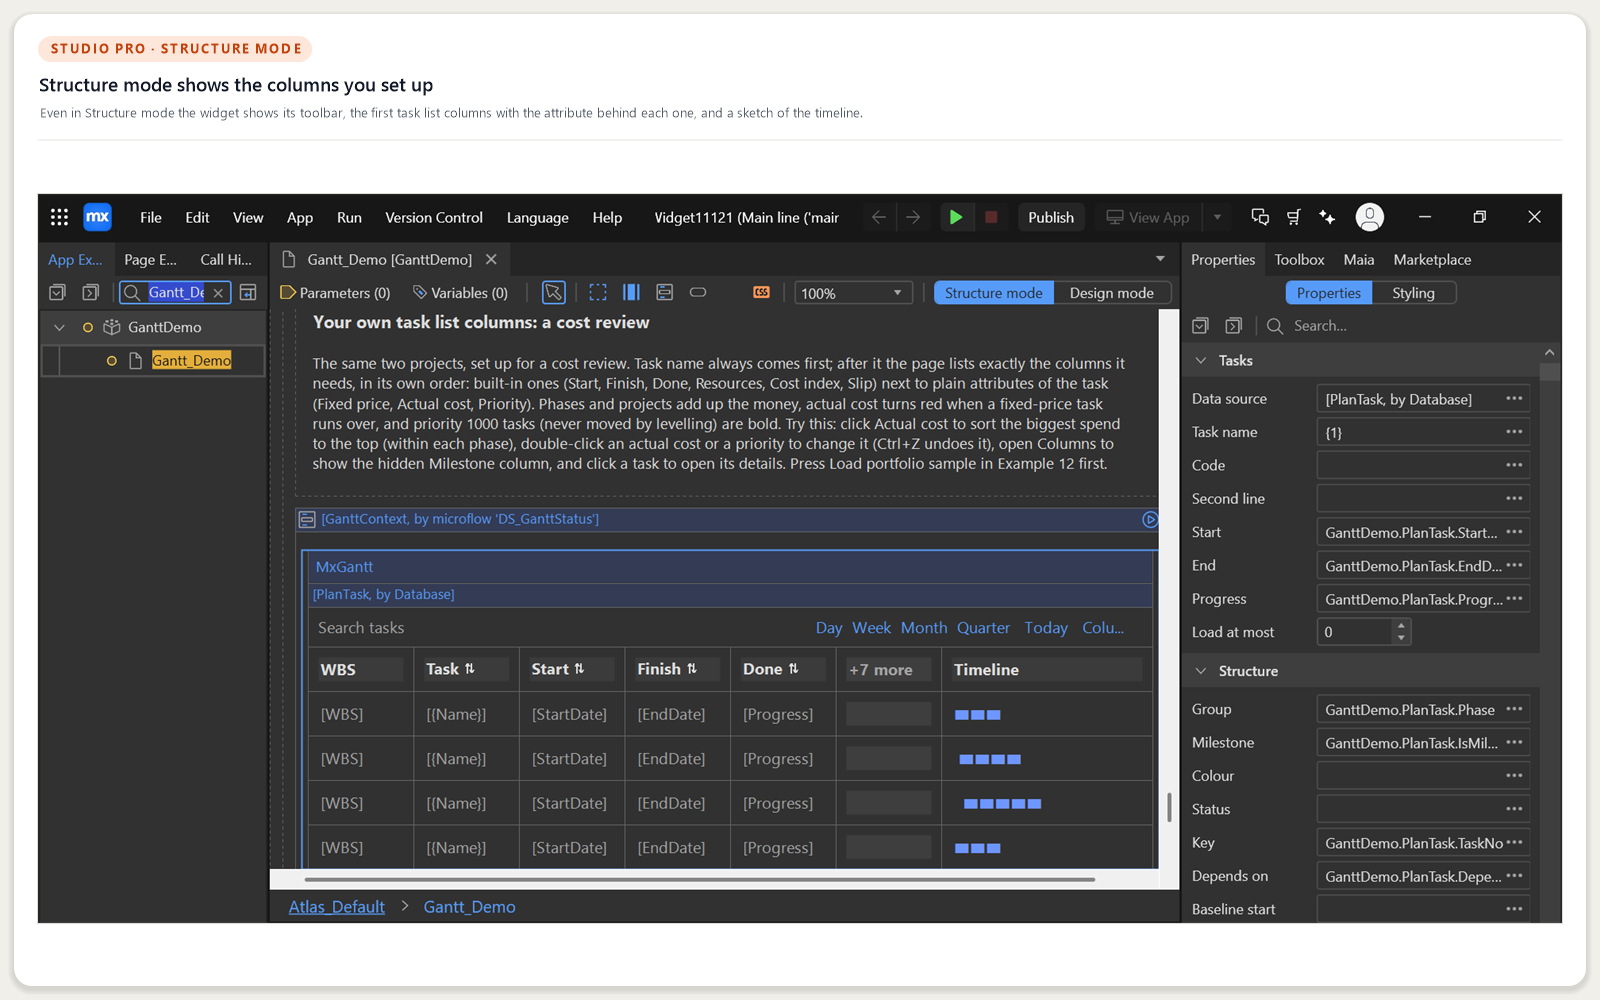 STUDIO PRO · STRUCTURE MODE
Structure mode shows the columns you set up
Even in Structure mode the widget shows its toolbar, the first task list columns with the attribute behind each one, and a sketch of the timeline.
mx File Edit View App Run Version Control Language Help Vidget11121 (Main line ('mair Publish View App
App Ex... Page E... Call Hi... Gantt_Demo [GanttDemo] Properties Toolbox Maia Marketplace
Gantt_De Parameters (0) Variables (0) CSS 100% Structure mode Design mode Properties Styling
Search...
GanttDemo
Gantt_Demo
Your own task list columns: a cost review
The same two projects, set up for a cost review. Task name always comes first; after it the page lists exactly the columns it
needs, in its own order: built-in ones (Start, Finish, Done, Resources, Cost index, Slip) next to plain attributes of the task
(Fixed price, Actual cost, Priority). Phases and projects add up the money, actual cost turns red when a fixed-price task
runs over, and priority 1000 tasks (never moved by levelling) are bold. Try this: click Actual cost to sort the biggest spend
to the top (within each phase), double-click an actual cost or a priority to change it (Ctrl+Z undoes it), open Columns to
show the hidden Milestone column, and click a task to open its details. Press Load portfolio sample in Example 12 first.
[GanttContext, by microflow 'DS_GanttStatus']
MxGantt
[PlanTask, by Database]
Search tasks Day Week Month Quarter Today Colu...
WBS Task ⇅ Start ⇅ Finish ⇅ Done ⇅ +7 more Timeline
[WBS] [{Name}] [StartDate] [EndDate] [Progress]
[WBS] [{Name}] [StartDate] [EndDate] [Progress]
[WBS] [{Name}] [StartDate] [EndDate] [Progress]
[WBS] [{Name}] [StartDate] [EndDate] [Progress]
Atlas_Default > Gantt_Demo
Tasks
Data source [PlanTask, by Database] ...
Task name {1} ...
Code ...
Second line ...
Start GanttDemo.PlanTask.Start... ...
End GanttDemo.PlanTask.EndD... ...
Progress GanttDemo.PlanTask.Progr... ...
Load at most 0
Structure
Group GanttDemo.PlanTask.Phase ...
Milestone GanttDemo.PlanTask.IsMil... ...
Colour ...
Status ...
Key GanttDemo.PlanTask.TaskNo ...
Depends on GanttDemo.PlanTask.Depe... ...
Baseline start ...